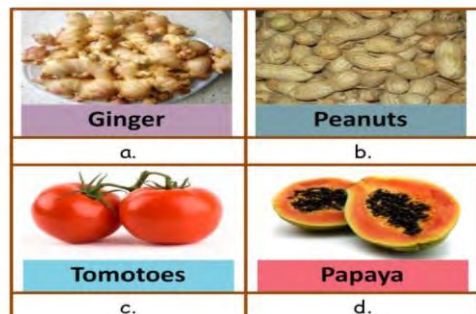 Ginger
Peanuts
a.
b.
Tomotoes
Papaya
c.
d.